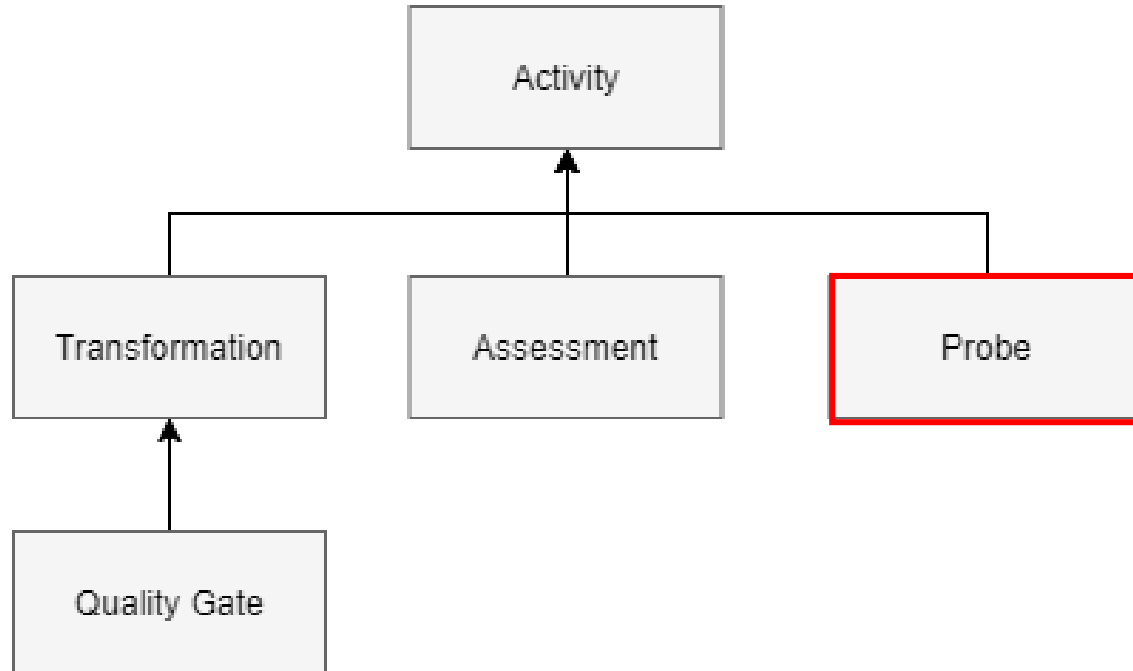 Activity
Transformation
Assessment
Probe
Quality Gate